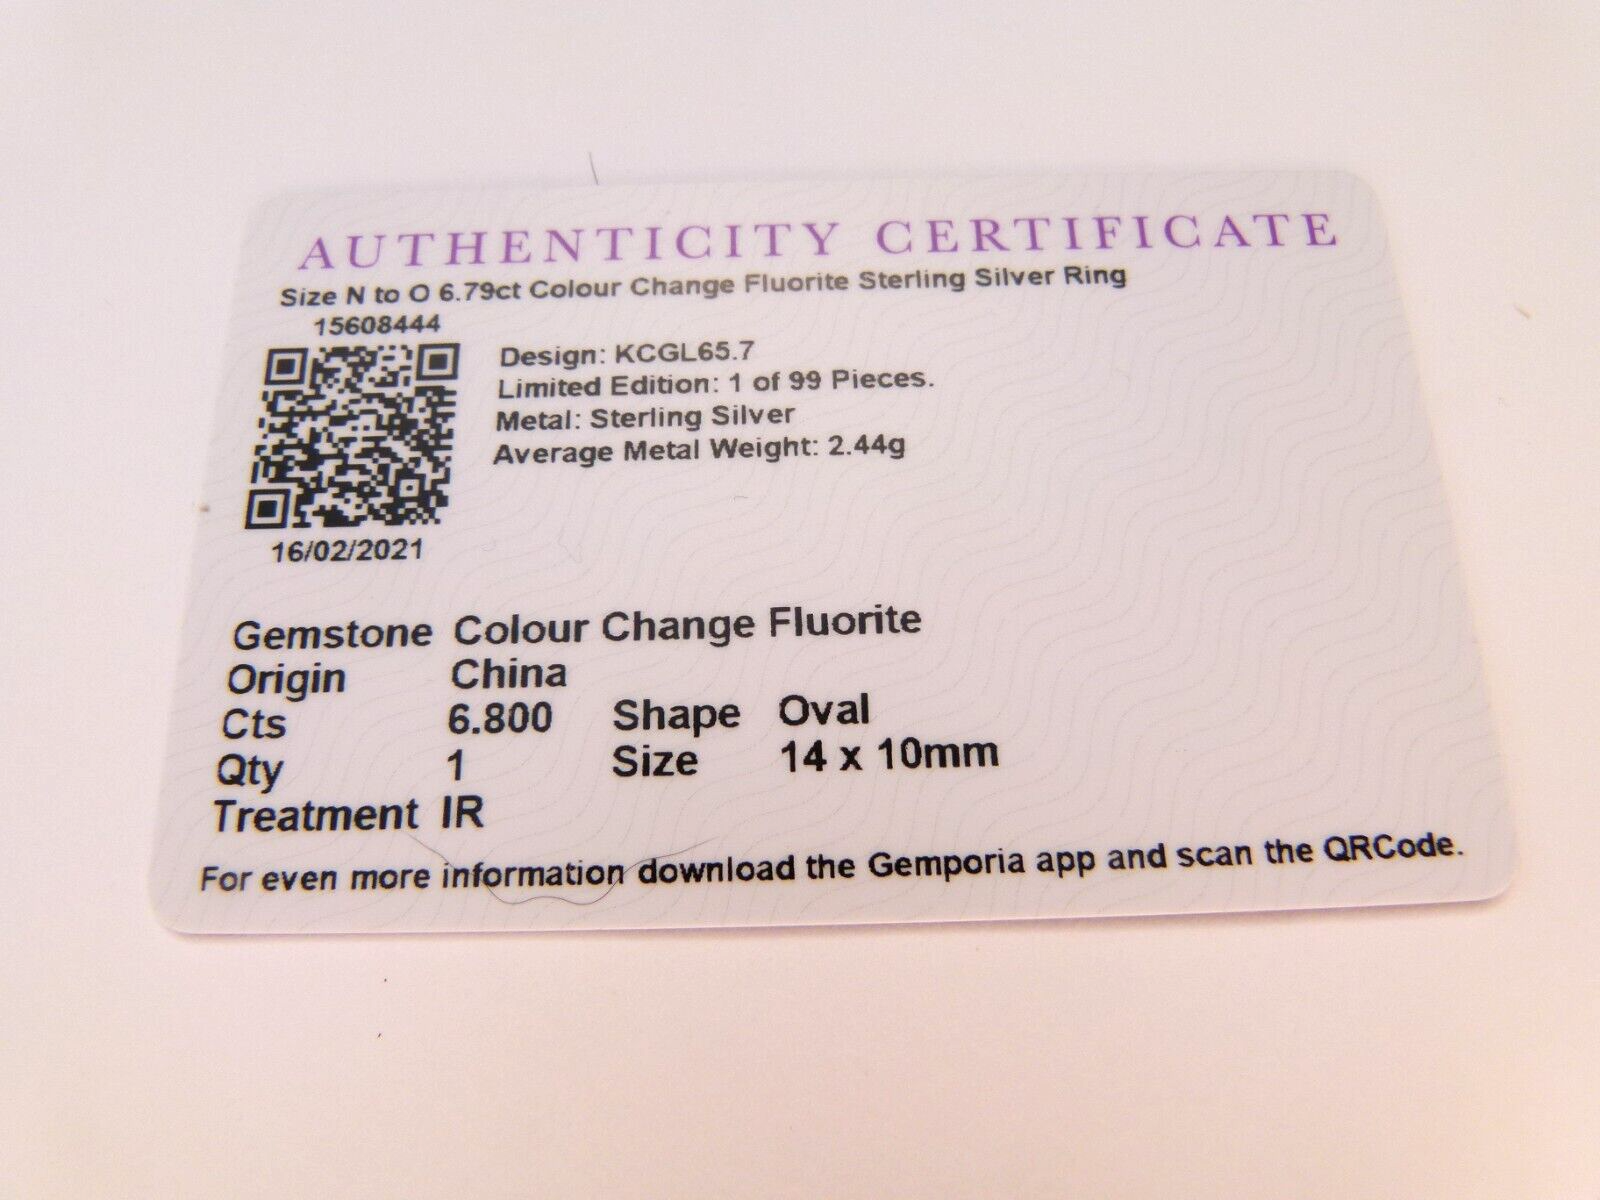 AUTHENTICITY CERTIFICATE
Size N to O 6.79ct Colour Change Fluorite Sterling Silver Ring
15608444
Design: KCGL65.7
Limited Edition: 1 of 99 Pieces.
Metal: Sterling Silver
Average Metal Weight: 2.44g
16/02/2021
Gemstone Colour Change Fluorite
Origin China
Cts 6.800 Shape Oval
Qty 1 Size 14 x 10mm
Treatment IR
For even more information download the Gemporia app and scan the QRCode.